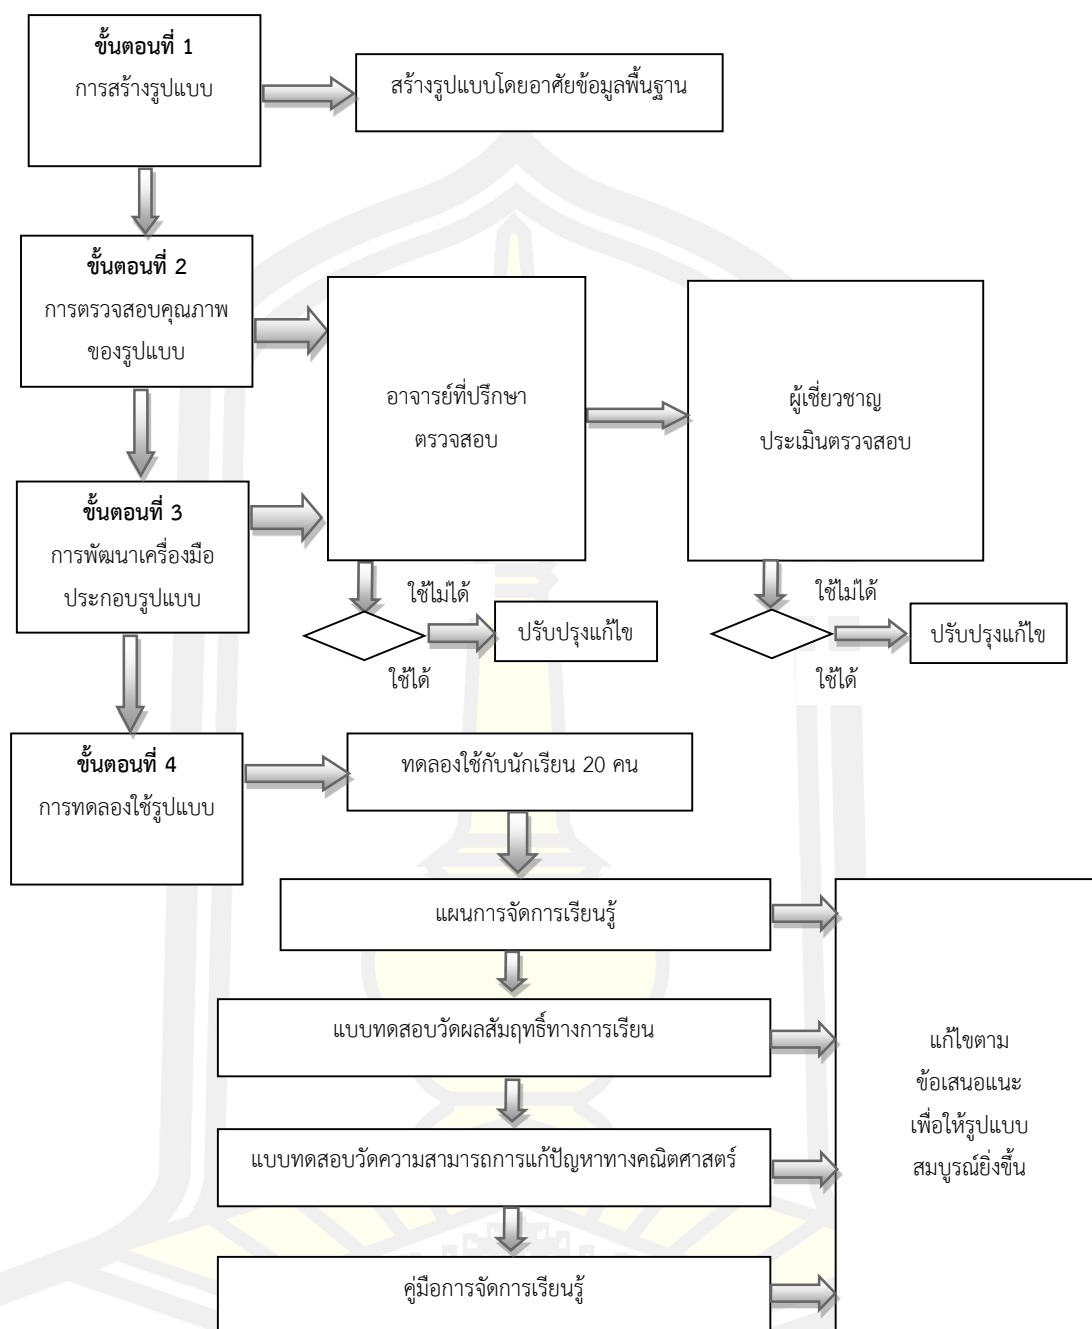 ขั้นตอนที่ 1
การสร้างรูปแบบ
สร้างรูปแบบโดยอาศัยข้อมูลพื้นฐาน
ขั้นตอนที่ 2
การตรวจสอบคุณภาพ
ของรูปแบบ
อาจารย์ที่ปรึกษา
ตรวจสอบ
ผู้เชี่ยวชาญ
ประเมินตรวจสอบ
ขั้นตอนที่ 3
การพัฒนาเครื่องมือ
ประกอบรูปแบบ
ใช้ไม่ได้
ปรับปรุงแก้ไข
ใช้ได้
ใช้ไม่ได้
ปรับปรุงแก้ไข
ใช้ได้
ขั้นตอนที่ 4
การทดลองใช้รูปแบบ
ทดลองใช้กับนักเรียน 20 คน
แผนการจัดการเรียนรู้
แบบทดสอบวัดผลสัมฤทธิ์ทางการเรียน
แบบทดสอบวัดความสามารถการแก้ปัญหาทางคณิตศาสตร์
คู่มือการจัดการเรียนรู้
แก้ไขตาม
ข้อเสนอแนะ
เพื่อให้รูปแบบ
สมบูรณ์ยิ่งขึ้น